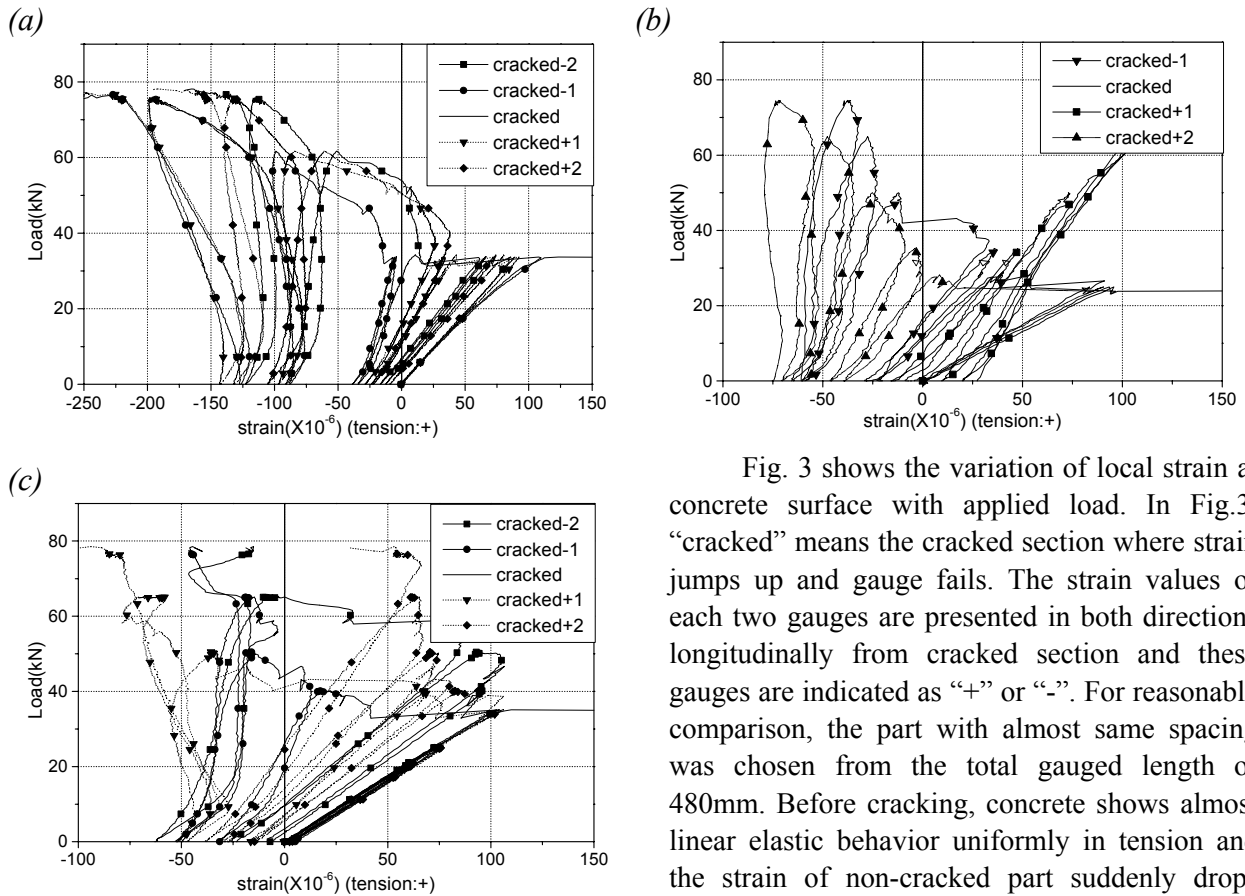 (a)
80
60
40
20
0
Load(kN)
-250 -200 -150 -100 -50 0 50 100 150
strain(X10-6) (tension:+)
cracked-2
cracked-1
cracked
cracked+1
cracked+2
(b)
80
60
40
20
0
Load(kN)
-100 -50 0 50 100 150
strain(X10-6) (tension:+)
cracked-1
cracked
cracked+1
cracked+2
(c)
80
60
40
20
0
Load(kN)
-100 -50 0 50 100 150
strain(X10-6) (tension:+)
cracked-2
cracked-1
cracked
cracked+1
cracked+2
Fig. 3 shows the variation of local strain a
concrete surface with applied load. In Fig.3
“cracked” means the cracked section where strain
jumps up and gauge fails. The strain values o
each two gauges are presented in both direction
longitudinally from cracked section and thes
gauges are indicated as “+” or “-”. For reasonabl
comparison, the part with almost same spacing
was chosen from the total gauged length o
480mm. Before cracking, concrete shows almos
linear elastic behavior uniformly in tension and
the strain of non-cracked part suddenly drop